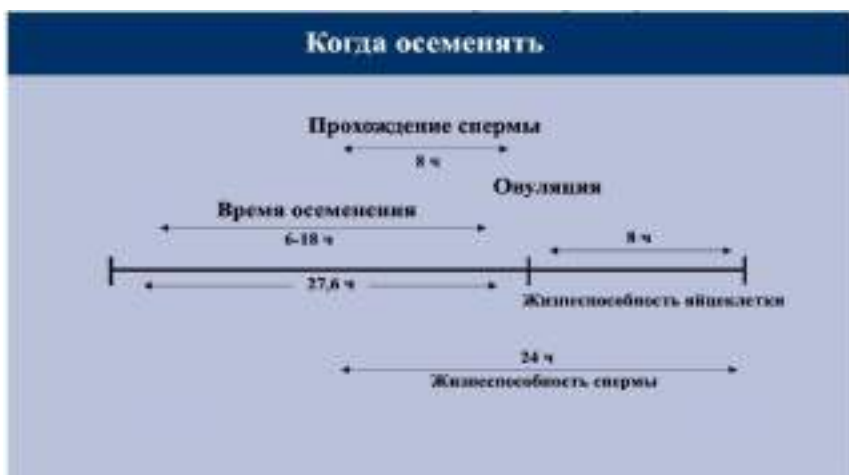 Когда осеменять
Прохождение спермы
8 ч
Овуляция
Время осеменения
6-18 ч
8 ч
27,6 ч
Жизнеспособность яйцеклетки
24 ч
Жизнеспособность спермы